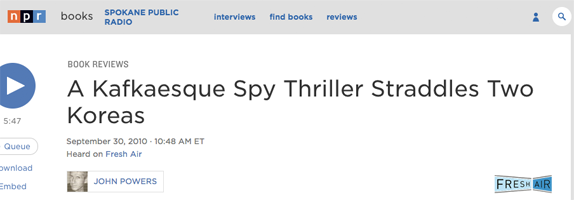 npr books SPOKANE PUBLIC
RADIO
interviews find books reviews
BOOK REVIEWS
A Kafkaesque Spy Thriller Straddles Two
Koreas
5:47
September 30, 2010 · 10:48 AM ET
Heard on Fresh Air
Queue
ownload
Embed
JOHN POWERS
FRESH AIR